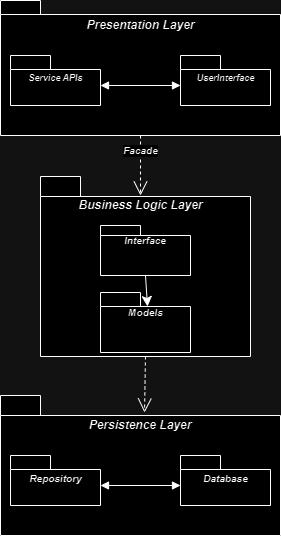 Presentation Layer
Service APIs
UserInterface
Facade
Business Logic Layer
Interface
Models
Persistence Layer
Repository
Database